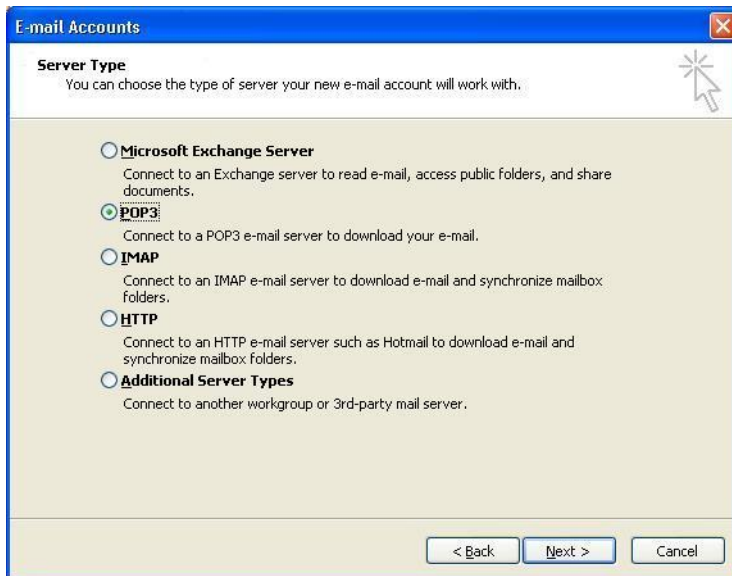 E-mail Accounts
Server Type
You can choose the type of server your new e-mail account will work with.
Microsoft Exchange Server
Connect to an Exchange server to read e-mail, access public folders, and share
documents.
POP3
Connect to a POP3 e-mail server to download your e-mail.
IMAP
Connect to an IMAP e-mail server to download e-mail and synchronize mailbox
folders.
HTTP
Connect to an HTTP e-mail server such as Hotmail to download e-mail and
synchronize mailbox folders.
Additional Server Types
Connect to another workgroup or 3rd-party mail server.
< Back Next > Cancel